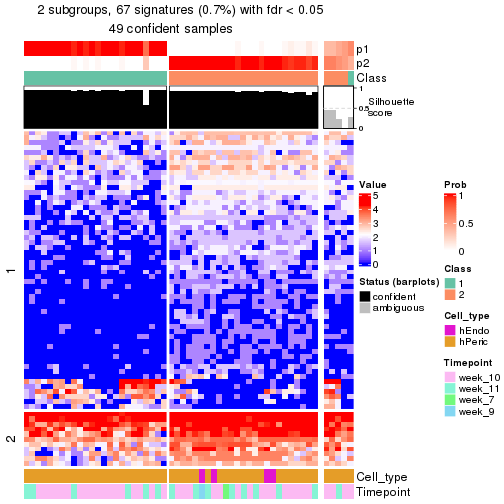 2 subgroups, 67 signatures (0.7%) with fdr < 0.05
49 confident samples
p1
p2
Class
1
0.5
0
Silhouette
score
1
2
Cell_type
Timepoint
Value
5
4
3
2
1
0
Status (barplots)
confident
ambiguous
Prob
1
0.5
0
Class
1
2
Cell_type
hEndo
hPeric
Timepoint
week_10
week_11
week_7
week_9